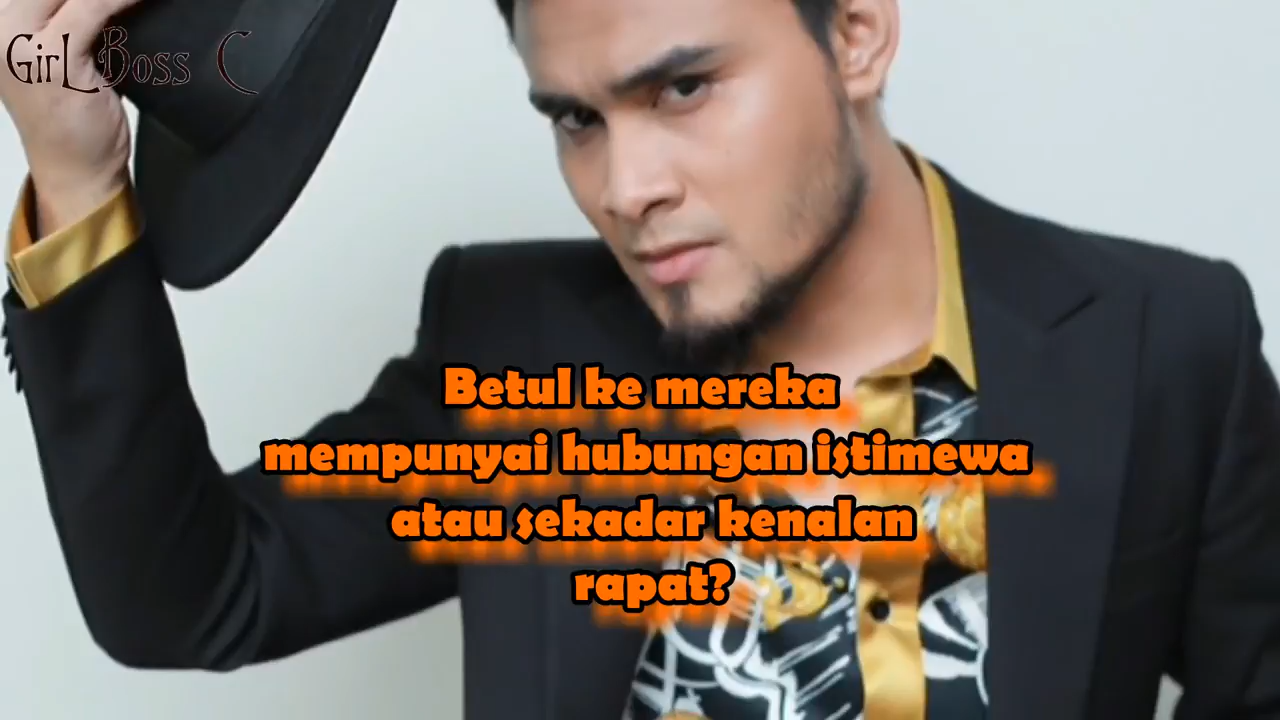 GirL Boss C
Betul ke mereka
mempunyai hubungan istimewa
atau sekadar kenalan
rapat?